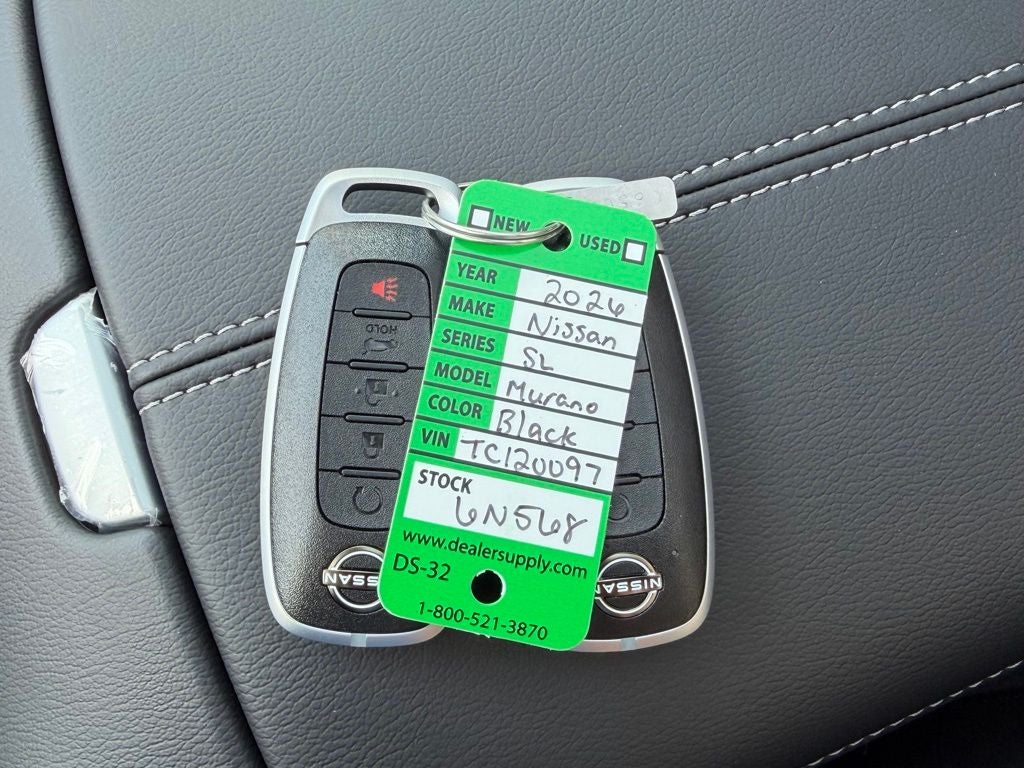 NEW USED
YEAR 2026
MAKE Nissan
SERIES SL
MODEL Murano
COLOR Black
VIN TC120097
STOCK
6N568
www.dealersupply.com
DS-32
1-800-521-3870
HOLD
NISSAN
NISSAN